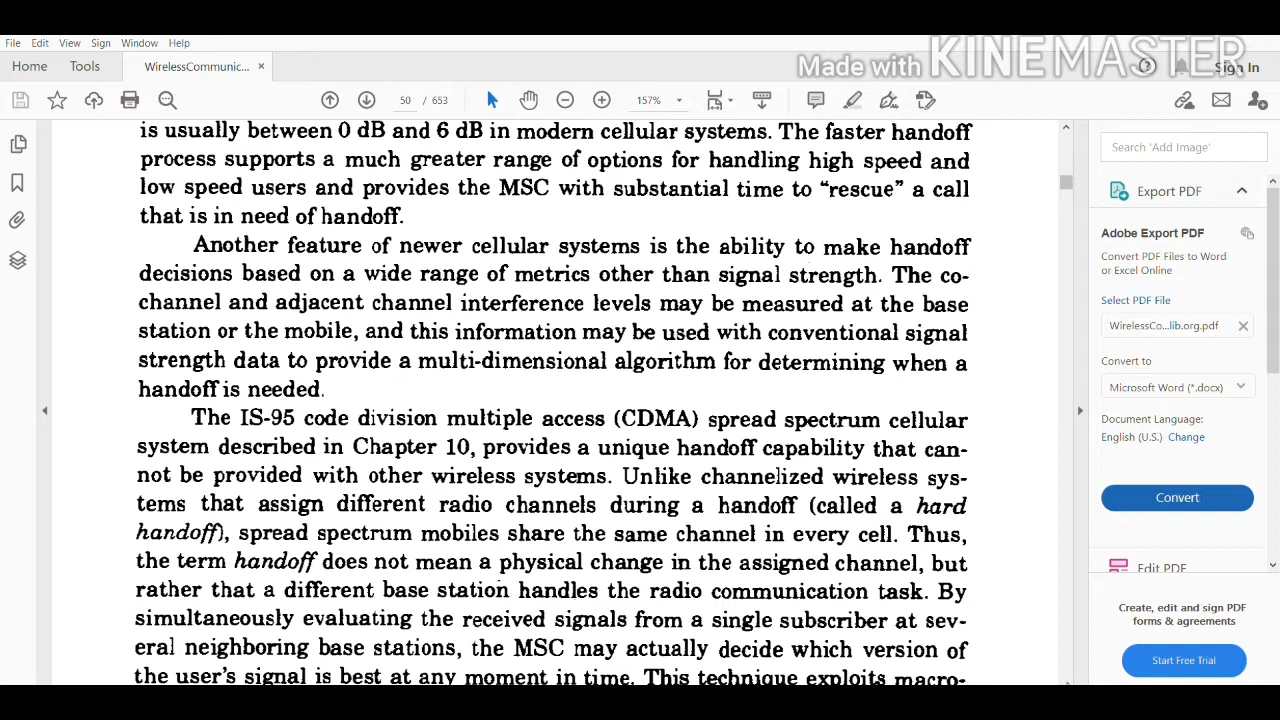 File Edit View Sign Window Help
Made with KINEMASTER
Home Tools WirelessCommunic... × Sign In
50 / 653 157%
is usually between 0 dB and 6 dB in modern cellular systems. The faster handoff
process supports a much greater range of options for handling high speed and
low speed users and provides the MSC with substantial time to “rescue” a call
that is in need of handoff.
Another feature of newer cellular systems is the ability to make handoff
decisions based on a wide range of metrics other than signal strength. The co-
channel and adjacent channel interference levels may be measured at the base
station or the mobile, and this information may be used with conventional signal
strength data to provide a multi-dimensional algorithm for determining when a
handoff is needed.
The IS-95 code division multiple access (CDMA) spread spectrum cellular
system described in Chapter 10, provides a unique handoff capability that can-
not be provided with other wireless systems. Unlike channelized wireless sys-
tems that assign different radio channels during a handoff (called a hard
handoff), spread spectrum mobiles share the same channel in every cell. Thus,
the term handoff does not mean a physical change in the assigned channel, but
rather that a different base station handles the radio communication task. By
simultaneously evaluating the received signals from a single subscriber at sev-
eral neighboring base stations, the MSC may actually decide which version of
the user's signal is best at any moment in time. This technique exploits macro-
Search 'Add Image'
Export PDF
Adobe Export PDF
Convert PDF Files to Word
or Excel Online
Select PDF File
WirelessCo...lib.org.pdf ×
Convert to
Microsoft Word (*.docx)
Document Language:
English (U.S.) Change
Convert
Edit PDF
Create, edit and sign PDF
forms & agreements
Start Free Trial